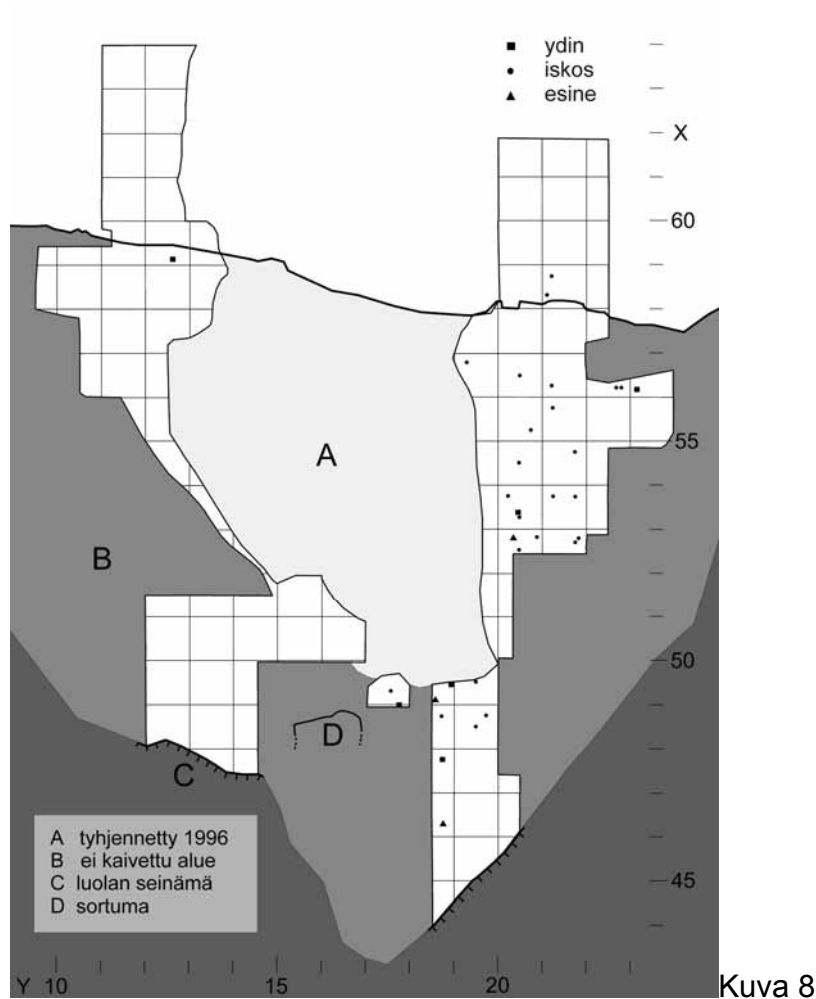 ydin
iskos
esine
X
60
A
55
B
50
D
C
A tyhjennetty 1996
B ei kaivettu alue
C luolan seinämä
D sortuma
45
Y 10 15 20
Kuva 8